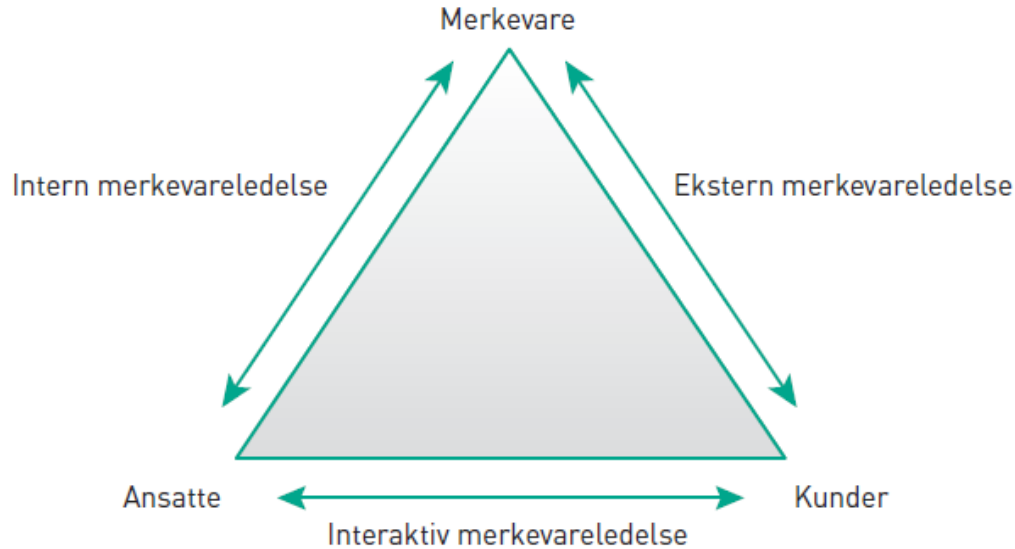 Merkevare
Intern merkevareledelse
Ekstern merkevareledelse
Ansatte
Kunder
Interaktiv merkevareledelse